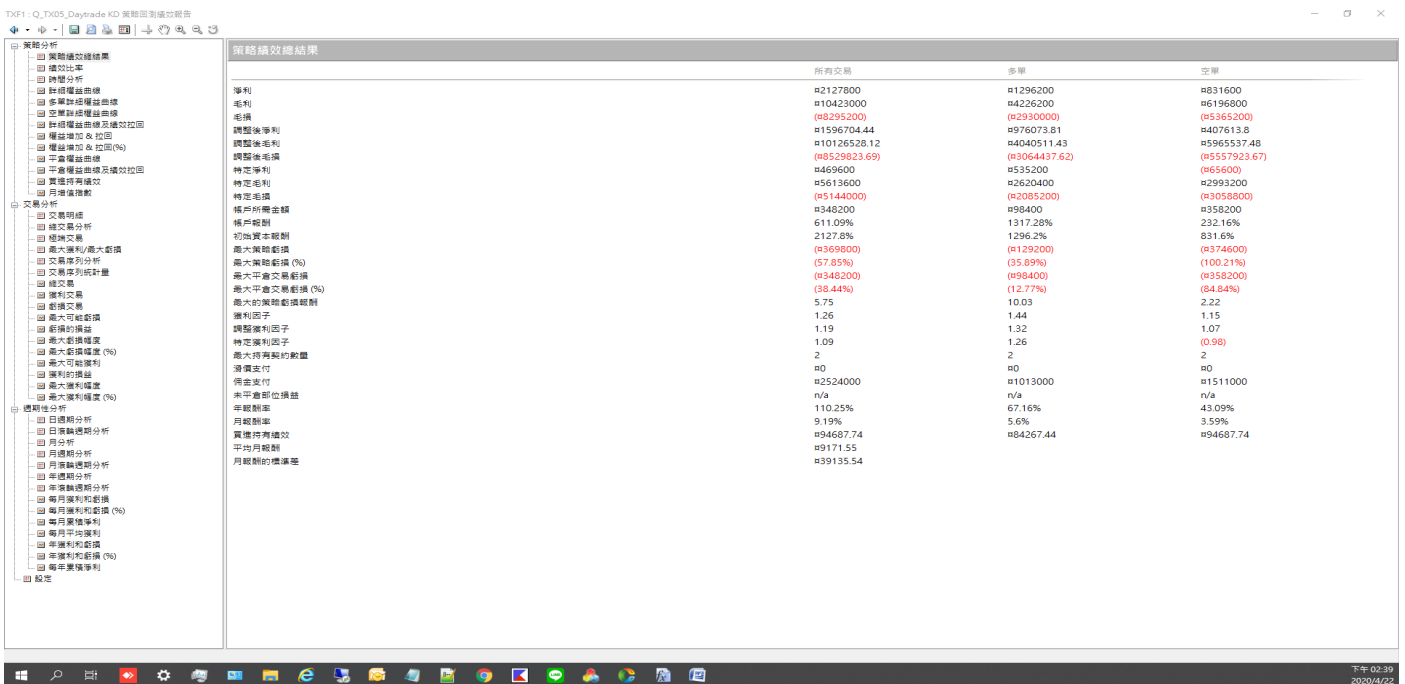 TXF1 : Q_TX05_Daytrade KD 策略回測績效報告
策略分析
策略績效總結果
績效比率
時間分析
詳細權益曲線
多單詳細權益曲線
空單詳細權益曲線
詳細權益曲線及績效拉回
權益增加 & 拉回
權益增加 & 拉回(%)
平倉權益曲線
平倉權益曲線及績效拉回
買進持有績效
月增值指數
交易分析
交易明細
總交易分析
極端交易
最大獲利/最大虧損
交易序列分析
交易序列統計量
總交易
獲利交易
虧損交易
最大可能虧損
虧損的損益
最大虧損幅度
最大虧損幅度 (%)
最大可能獲利
獲利的損益
最大獲利幅度
最大獲利幅度 (%)
週期性分析
日週期分析
日滾輪週期分析
月分析
月週期分析
月滾輪週期分析
年週期分析
年滾輪週期分析
每月獲利和虧損
每月獲利和虧損 (%)
每月累積淨利
每月平均獲利
年獲利和虧損
年獲利和虧損 (%)
每年累積淨利
設定
策略績效總結果
所有交易 多單 空單
淨利 ¤2127800 ¤1296200 ¤831600
毛利 ¤10423000 ¤4226200 ¤6196800
毛損 (¤8295200) (¤2930000) (¤5365200)
調整後淨利 ¤1596704.44 ¤976073.81 ¤407613.8
調整後毛利 ¤10126528.12 ¤4040511.43 ¤5965537.48
調整後毛損 (¤8529823.69) (¤3064437.62) (¤5557923.67)
特定淨利 ¤469600 ¤535200 (¤65600)
特定毛利 ¤5613600 ¤2620400 ¤2993200
特定毛損 (¤5144000) (¤2085200) (¤3058800)
帳戶所需金額 ¤348200 ¤98400 ¤358200
帳戶報酬 611.09% 1317.28% 232.16%
初始資本報酬 2127.8% 1296.2% 831.6%
最大策略虧損 (¤369800) (¤129200) (¤374600)
最大策略虧損 (%) (57.85%) (35.89%) (100.21%)
最大平倉交易虧損 (¤348200) (¤98400) (¤358200)
最大平倉交易虧損 (%) (38.44%) (12.77%) (84.84%)
最大的策略虧損報酬 5.75 10.03 2.22
獲利因子 1.26 1.44 1.15
調整獲利因子 1.19 1.32 1.07
特定獲利因子 1.09 1.26 (0.98)
最大持有契約數量 2 2 2
滑價支付 ¤0 ¤0 ¤0
佣金支付 ¤2524000 ¤1013000 ¤1511000
未平倉部位損益 n/a n/a n/a
年報酬率 110.25% 67.16% 43.09%
月報酬率 9.19% 5.6% 3.59%
買進持有績效 ¤94687.74 ¤84267.44 ¤94687.74
平均月報酬 ¤9171.55
月報酬的標準差 ¤39135.54
下午 02:39
2020/4/22